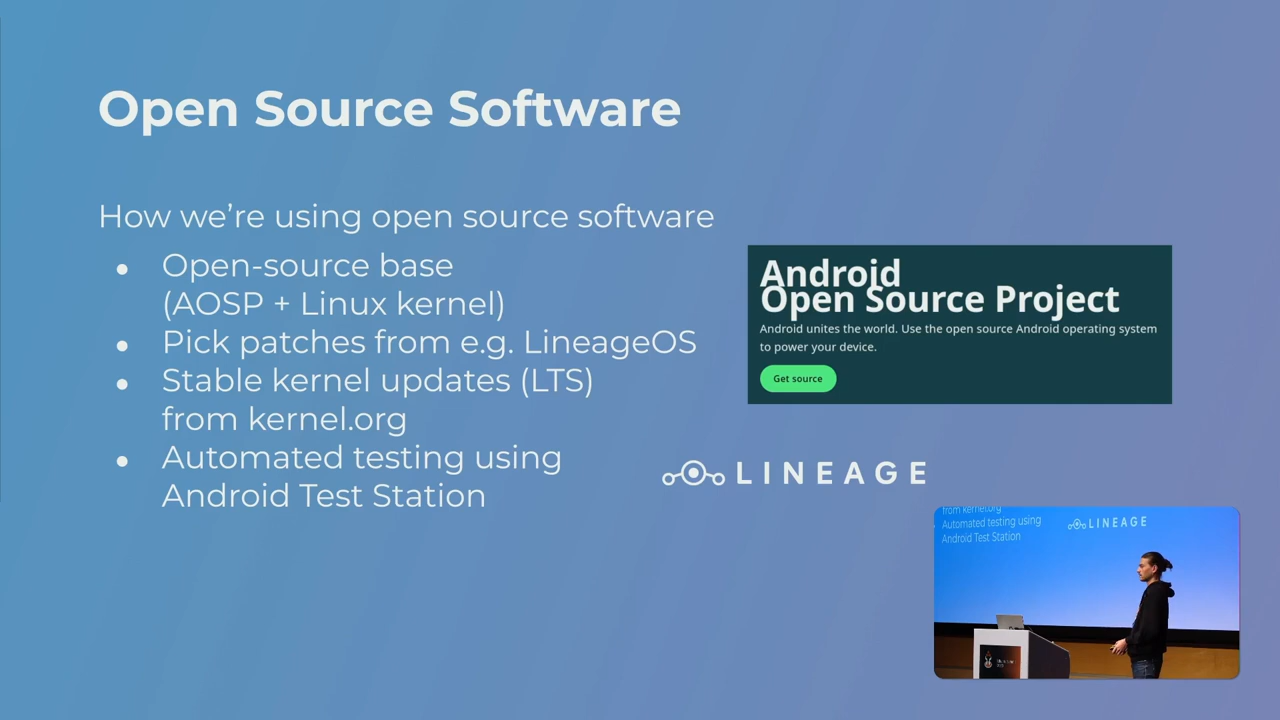 Open Source Software
How we’re using open source software
● Open-source base
(AOSP + Linux kernel)
● Pick patches from e.g. LineageOS
● Stable kernel updates (LTS)
from kernel.org
● Automated testing using
Android Test Station
Android
Open Source Project
Android unites the world. Use the open source Android operating system
to power your device.
Get source
LINEAGE
from kernel.org
Automated testing using
Android Test Station
LINEAGE